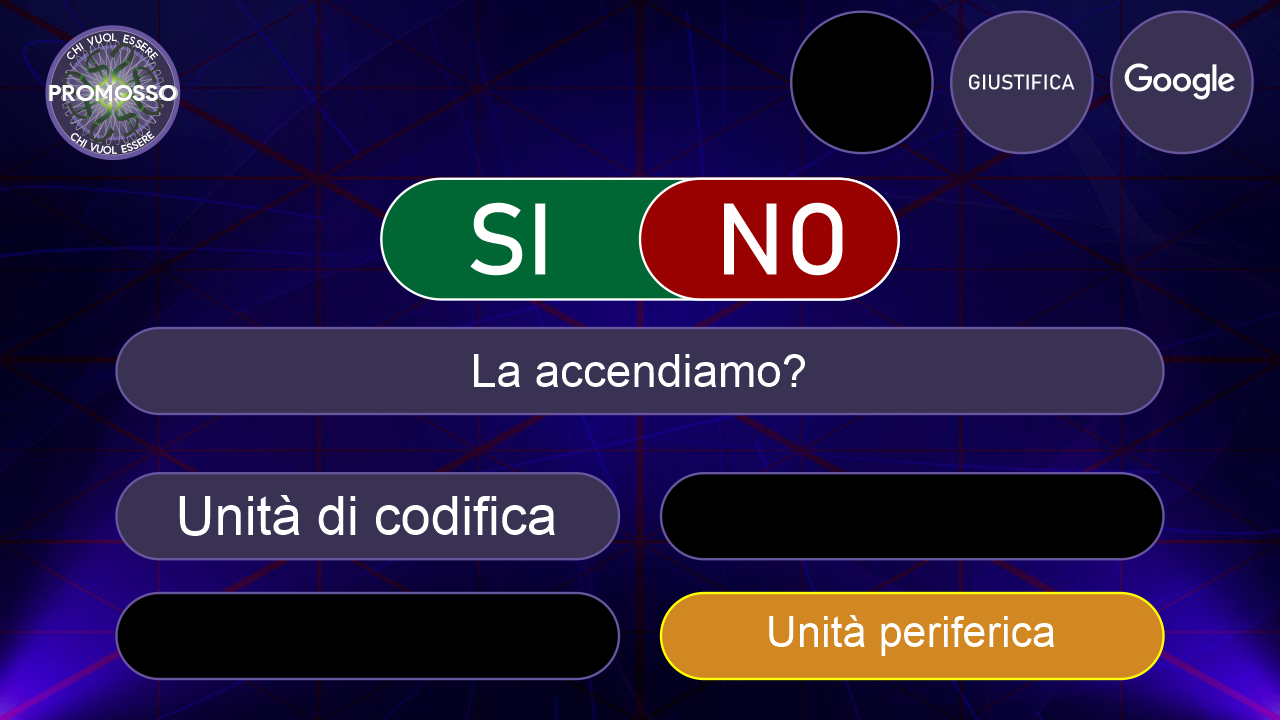 CHI VUOL ESSERE
PROMOSSO
CHI VUOL ESSERE
GIUSTIFICA
Google
SI NO
La accendiamo?
Unità di codifica
Unità periferica